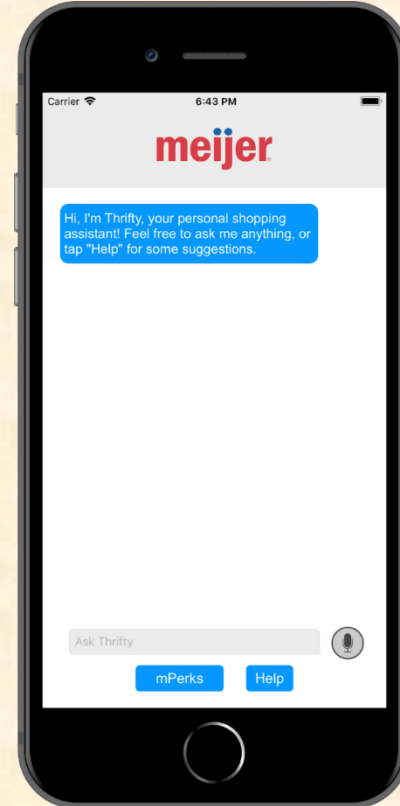 Carrier 6:43 PM
meijer
Hi, I'm Thrifty, your personal shopping
assistant! Feel free to ask me anything, or
tap "Help" for some suggestions.
Ask Thrifty
mPerks Help